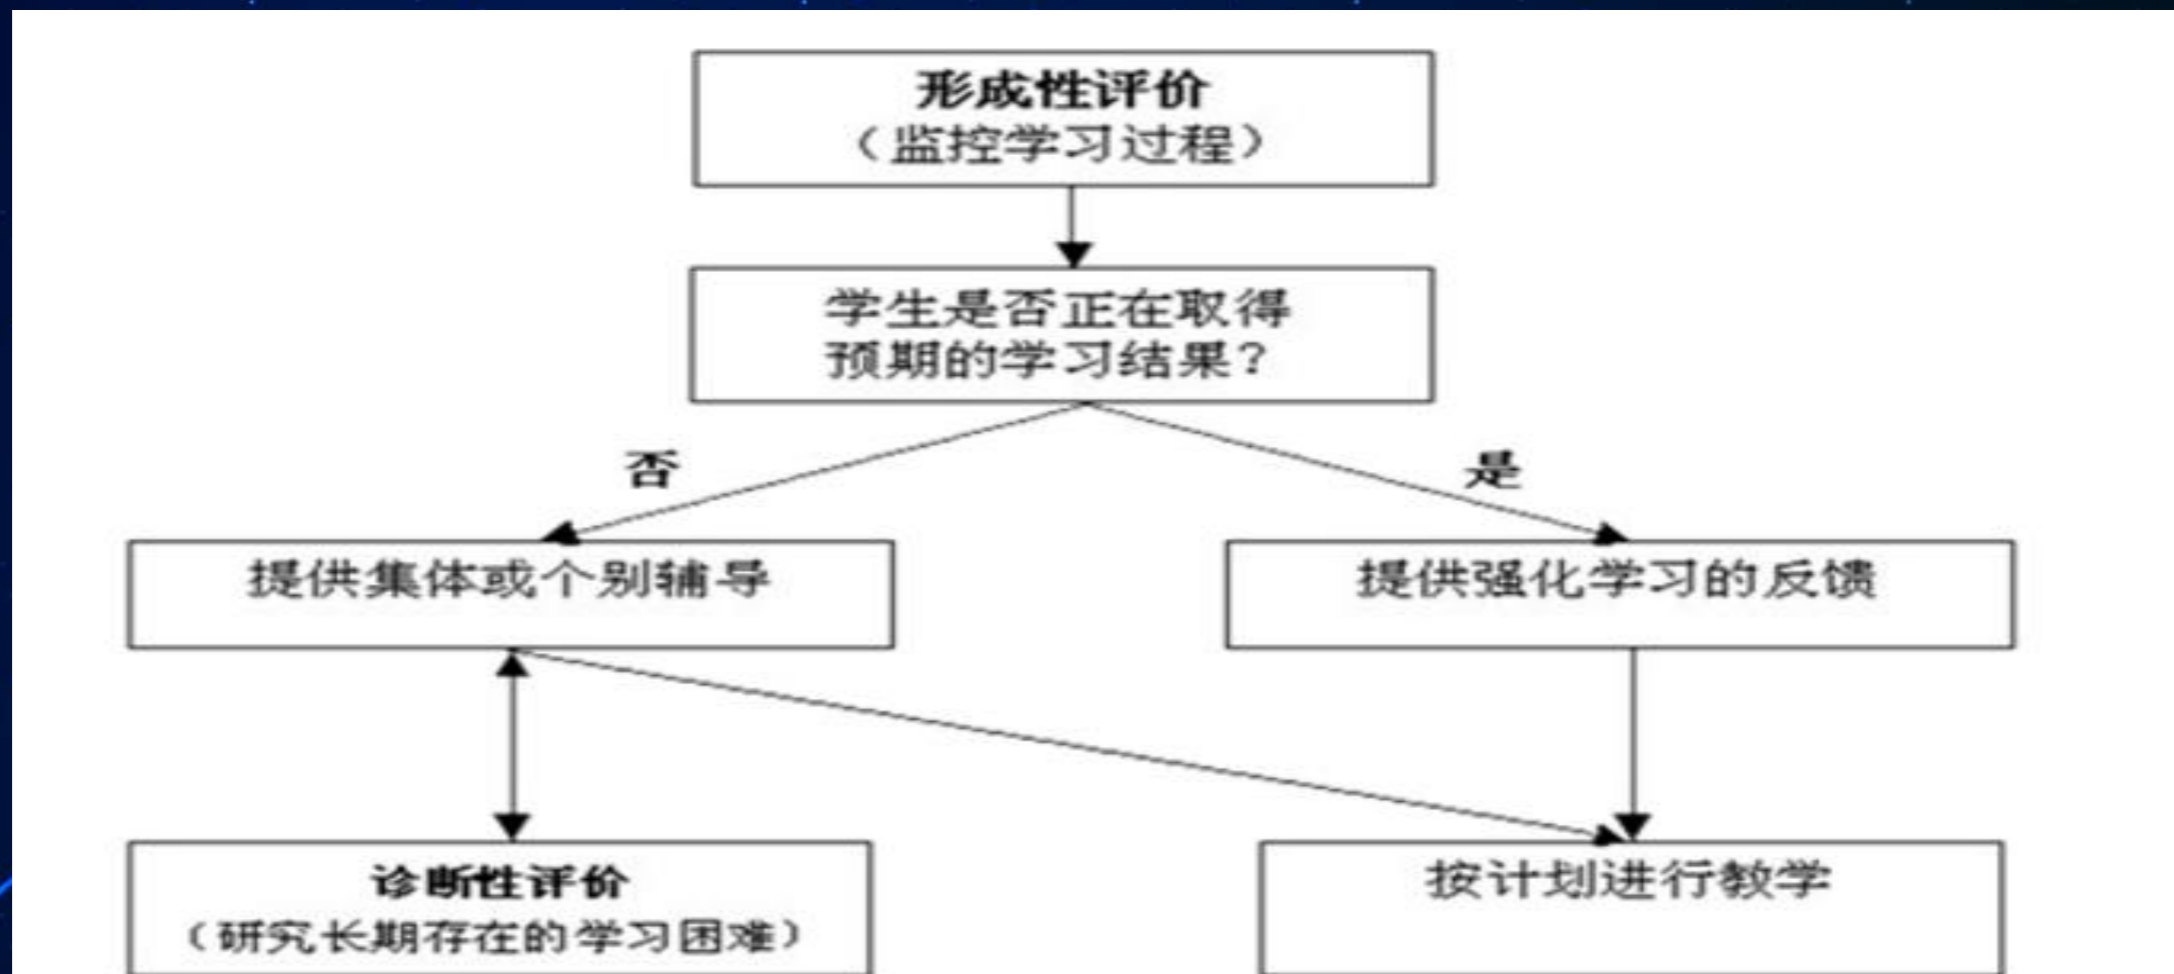 形成性评价
（监控学习过程）
学生是否正在取得
预期的学习结果?
否
是
提供集体或个别辅导
提供强化学习的反馈
诊断性评价
（研究长期存在的学习困难）
按计划进行教学